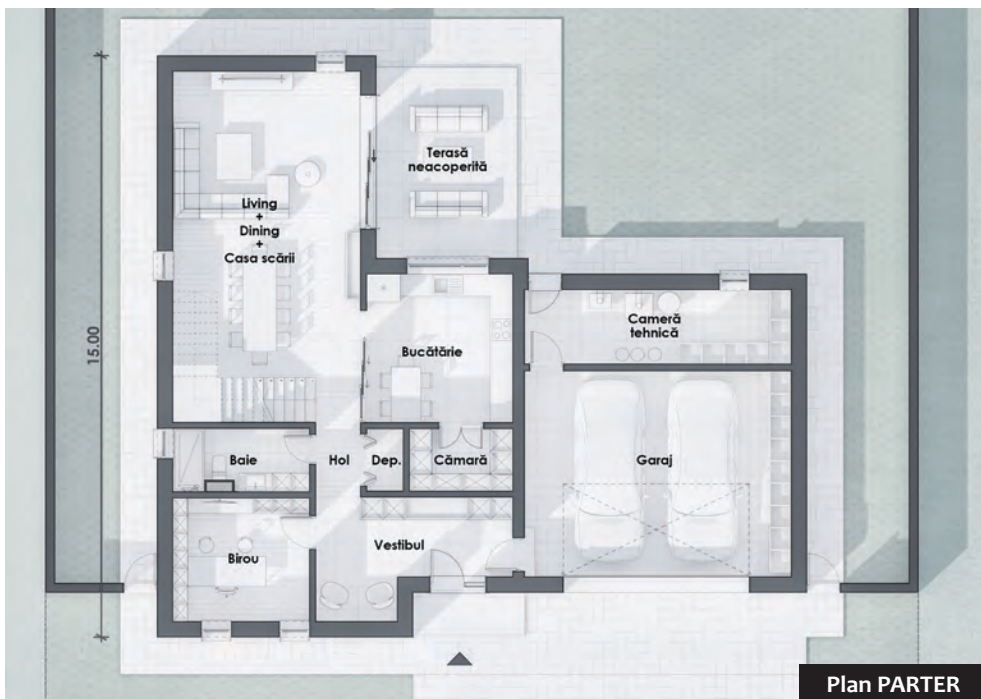 Terasă
neacoperită
Living
+
Dining
+
Casa scării
15.00
Cameră
tehnică
Bucătărie
Baie
Hol
Dep.
Cămară
Garaj
Birou
Vestibul
Plan PARTER